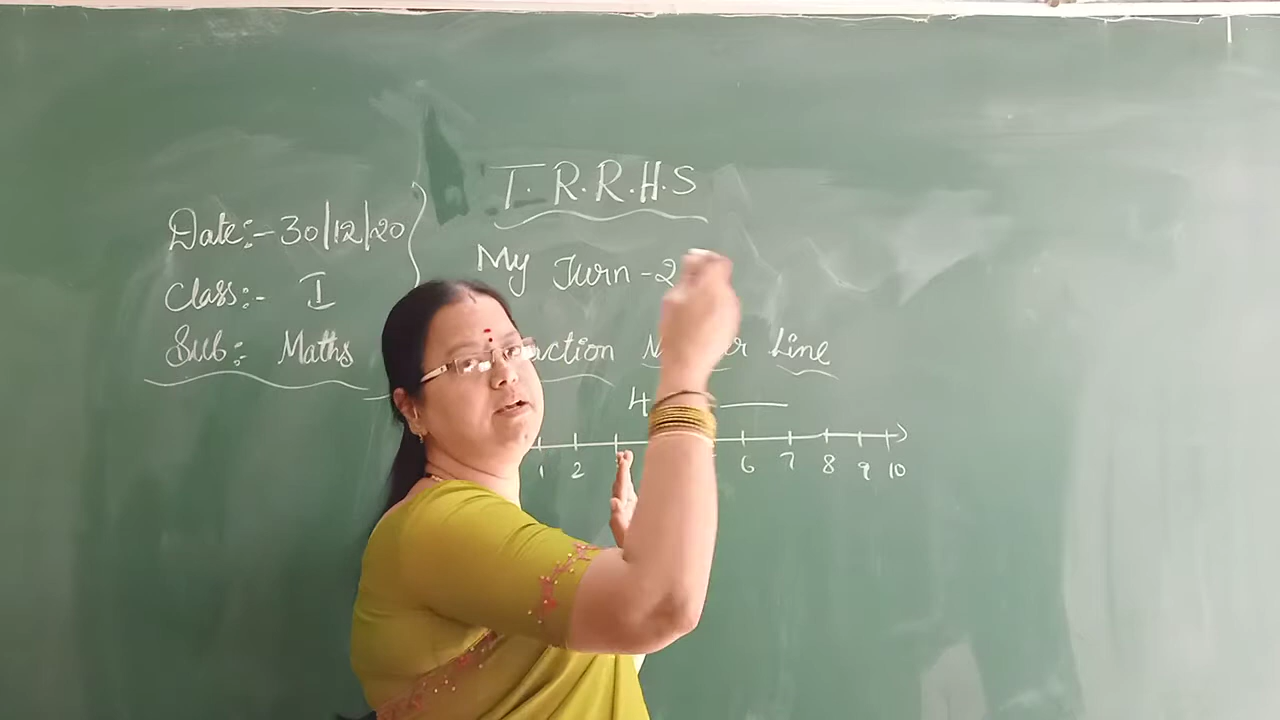 T.R.R.H.S
Date:- 30/12/20
My Turn - 2
Class:- I
Sub:- Maths
Line
4
1 2 6 7 8 9 10